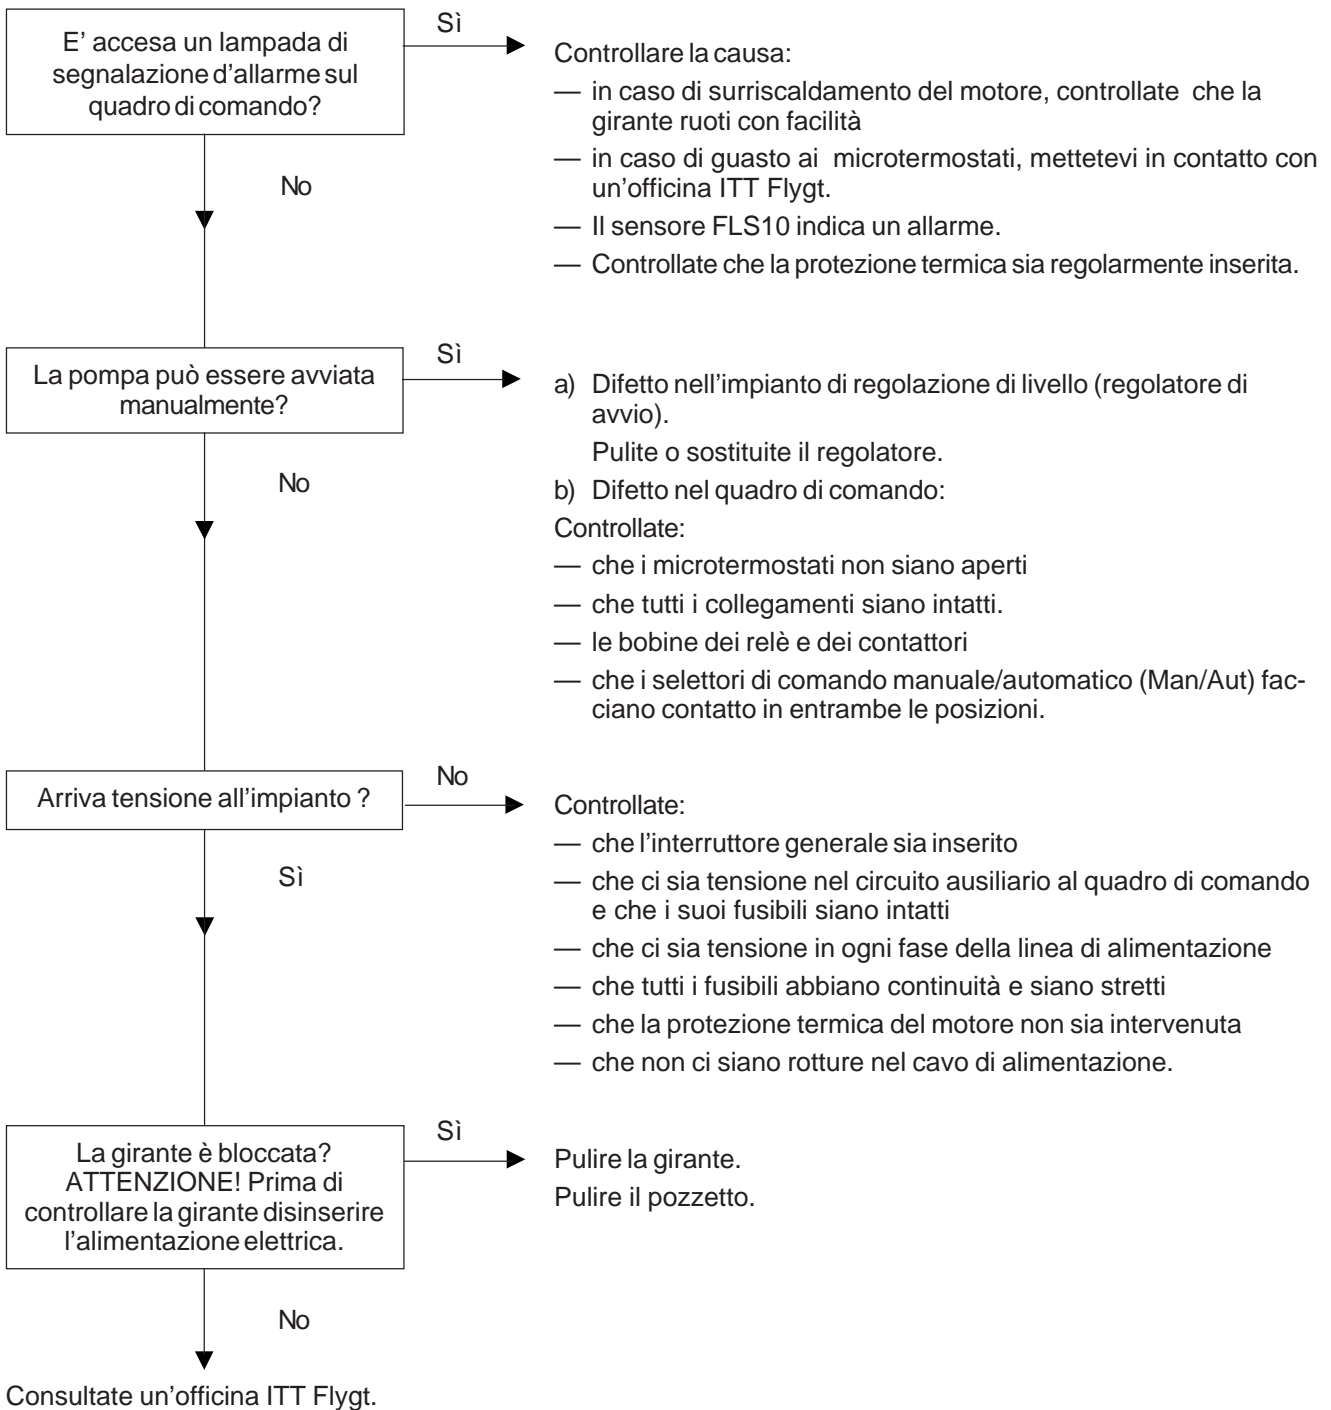 E' accesa un lampada di
segnalazione d'allarme sul
quadro di comando?
Sì
Controllare la causa:
— in caso di surriscaldamento del motore, controllate che la
girante ruoti con facilità
— in caso di guasto ai microtermostati, mettetevi in contatto con
un'officina ITT Flygt.
— Il sensore FLS10 indica un allarme.
— Controllate che la protezione termica sia regolarmente inserita.
No
La pompa può essere avviata
manualmente?
Sì
a) Difetto nell'impianto di regolazione di livello (regolatore di
avvio).
Pulite o sostituite il regolatore.
b) Difetto nel quadro di comando:
Controllate:
— che i microtermostati non siano aperti
— che tutti i collegamenti siano intatti.
— le bobine dei relè e dei contattori
— che i selettori di comando manuale/automatico (Man/Aut) fac-
ciano contatto in entrambe le posizioni.
No
Arriva tensione all'impianto ?
No
Controllate:
— che l'interruttore generale sia inserito
— che ci sia tensione nel circuito ausiliario al quadro di comando
e che i suoi fusibili siano intatti
— che ci sia tensione in ogni fase della linea di alimentazione
— che tutti i fusibili abbiano continuità e siano stretti
— che la protezione termica del motore non sia intervenuta
— che non ci siano rotture nel cavo di alimentazione.
Sì
La girante è bloccata?
ATTENZIONE! Prima di
controllare la girante disinserire
l'alimentazione elettrica.
Sì
Pulire la girante.
Pulire il pozzetto.
No
Consultate un'officina ITT Flygt.